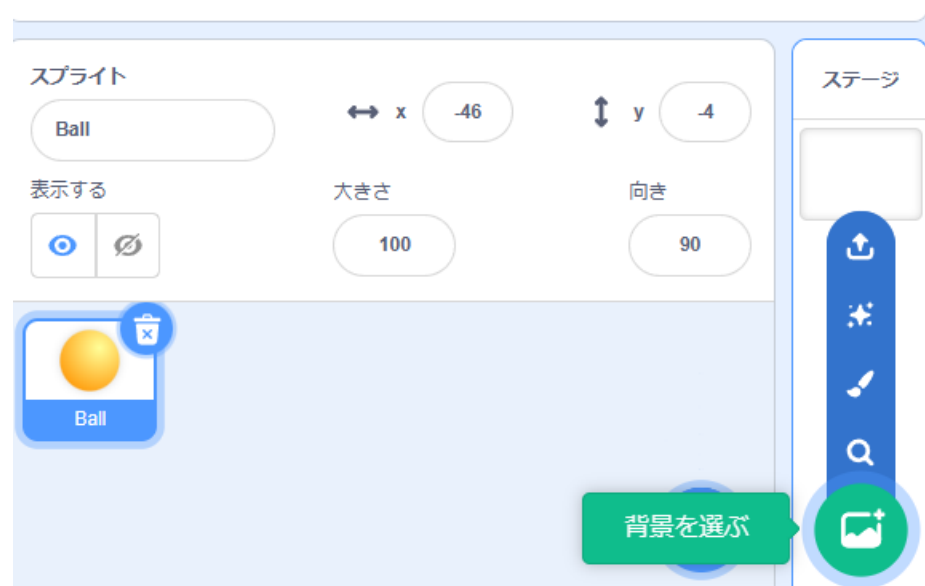 スプライト
Ball
x
-46
y
-4
ステージ
表示する
大きさ
向き
100
90
Ball
背景を選ぶ